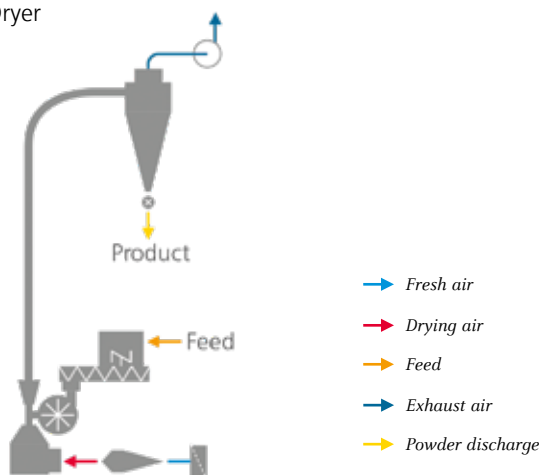 Product
Feed
Fresh air
Drying air
Feed
Exhaust air
Powder discharge